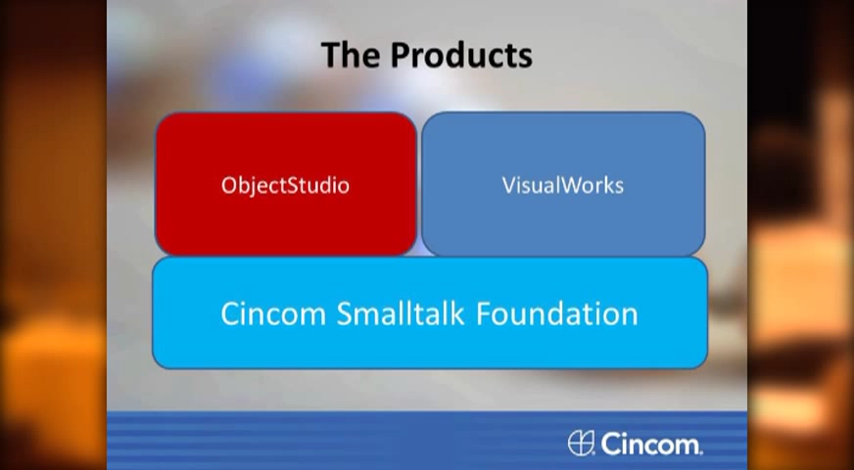 The Products
ObjectStudio
VisualWorks
Cincom Smalltalk Foundation
Cincom.